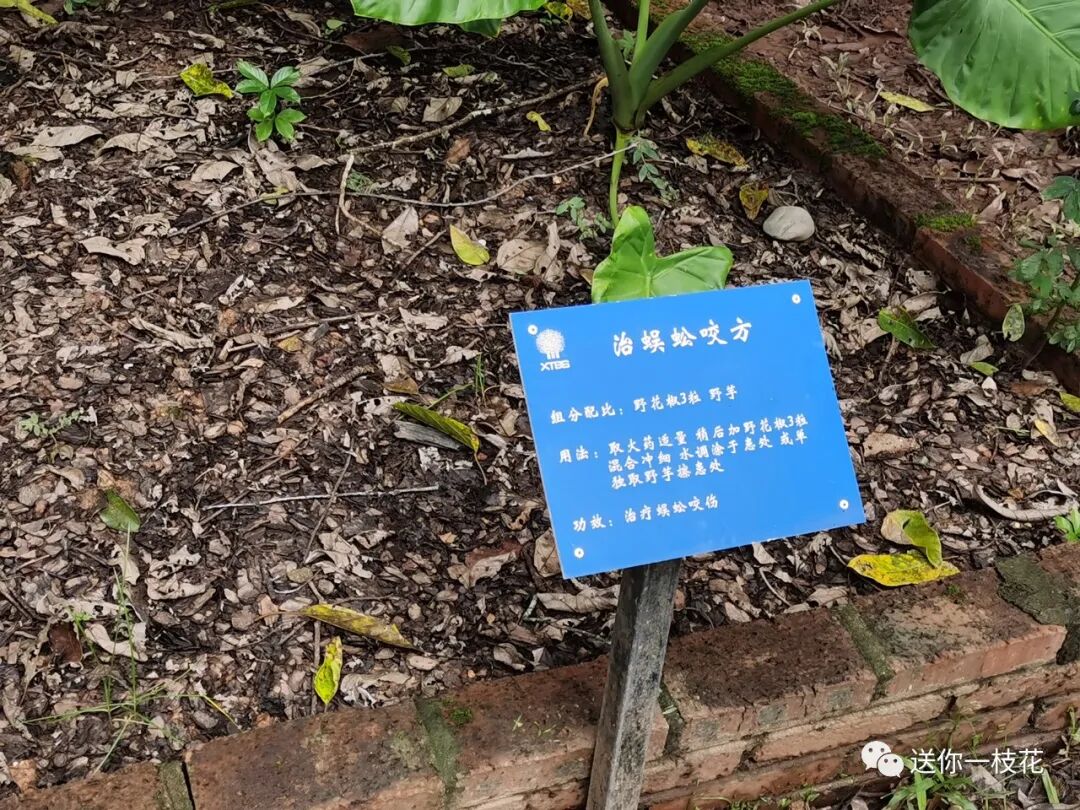 XTBG
治蜈蚣咬方
组分配比：野花椒3粒 野芋
用法：取火药适量 稍后加野花椒3粒
混合冲细 水调涂于患处 或单
独取野芋搽患处
功效：治疗蜈蚣咬伤
送你一枝花